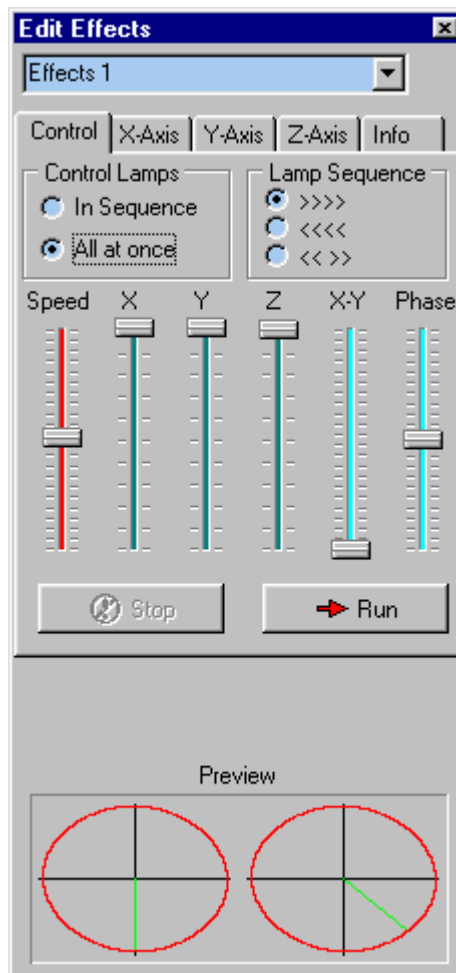 Edit Effects
Effects 1
Control X-Axis Y-Axis Z-Axis Info
Control Lamps
In Sequence
All at once
Lamp Sequence
>>>>
<<<<
<< >>
Speed X Y Z X-Y Phase
Stop Run
Preview